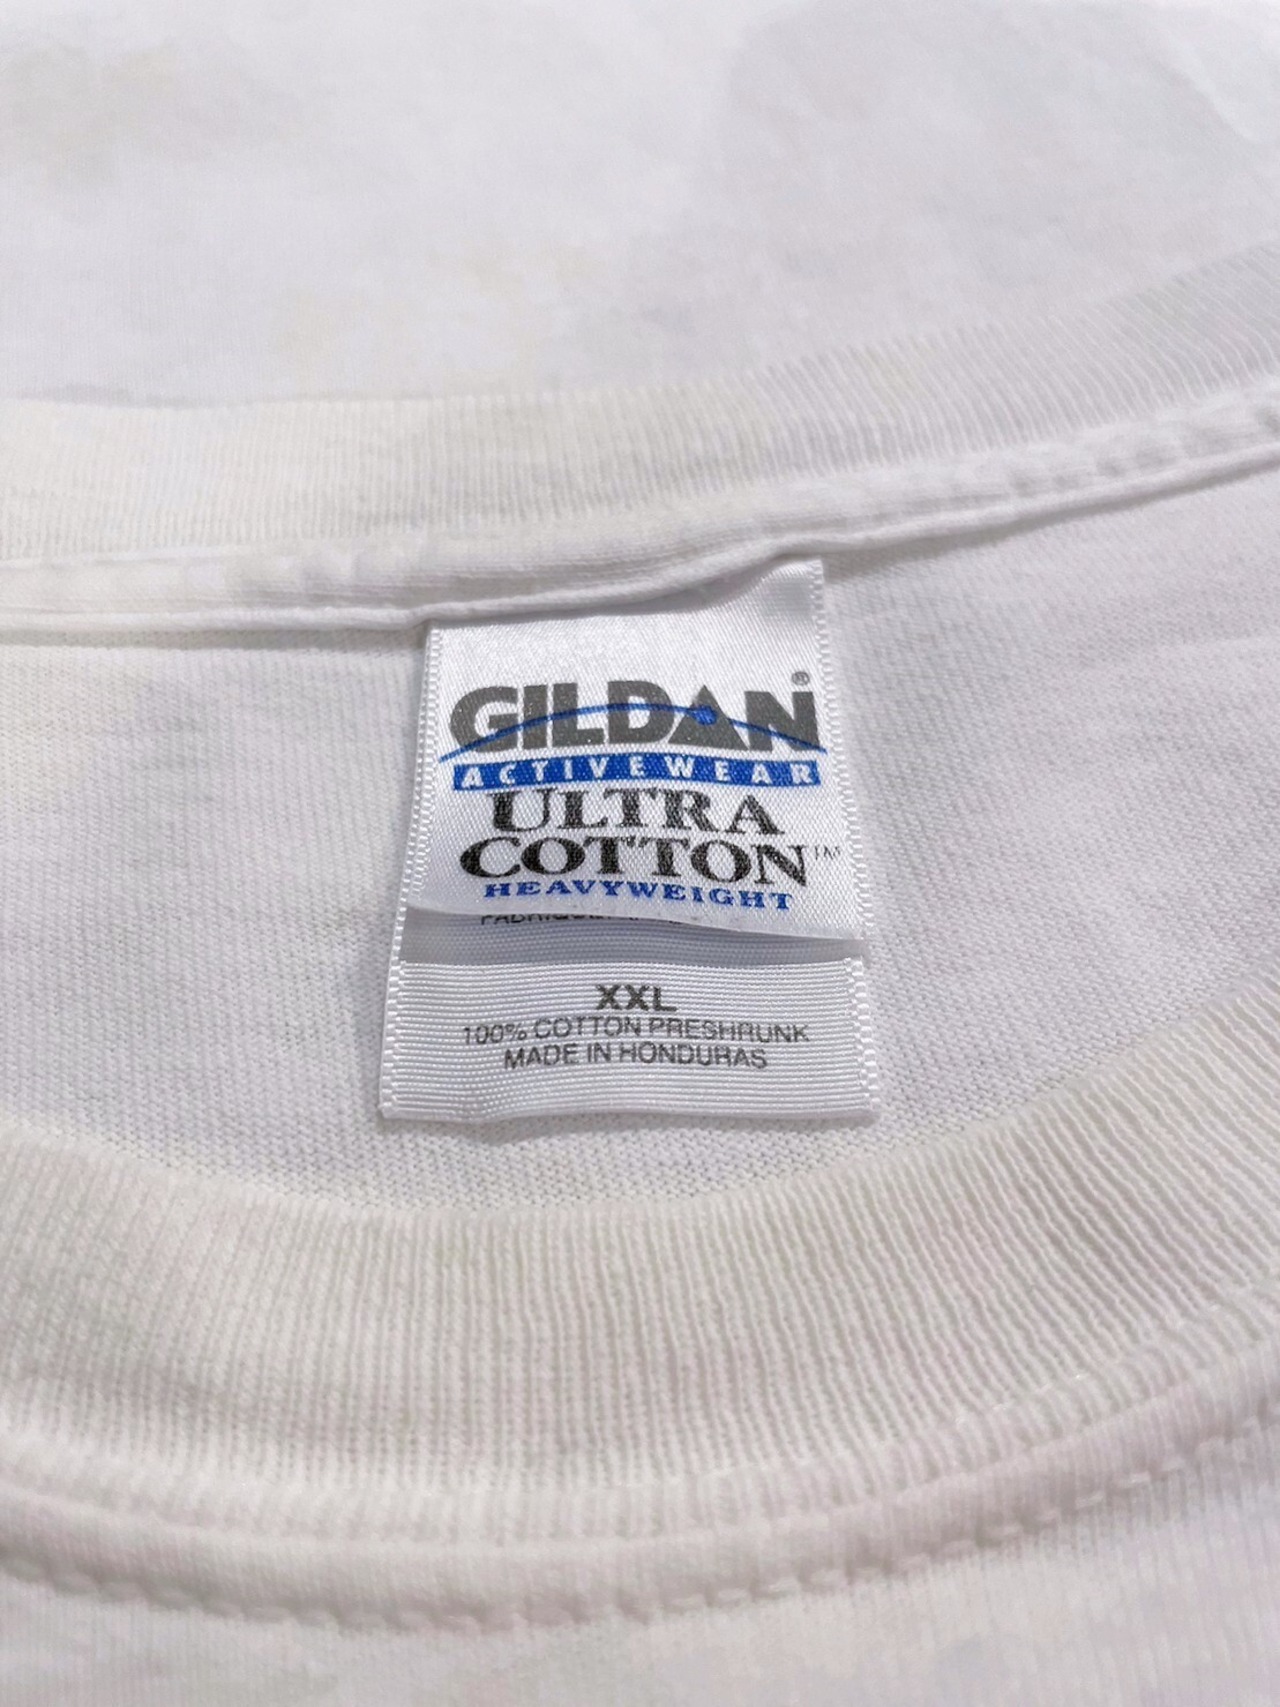 GILDAN®
ACTIVEWEAR
ULTRA
COTTON™
HEAVYWEIGHT
XXL
100% COTTON PRESHRUNK
MADE IN HONDURAS